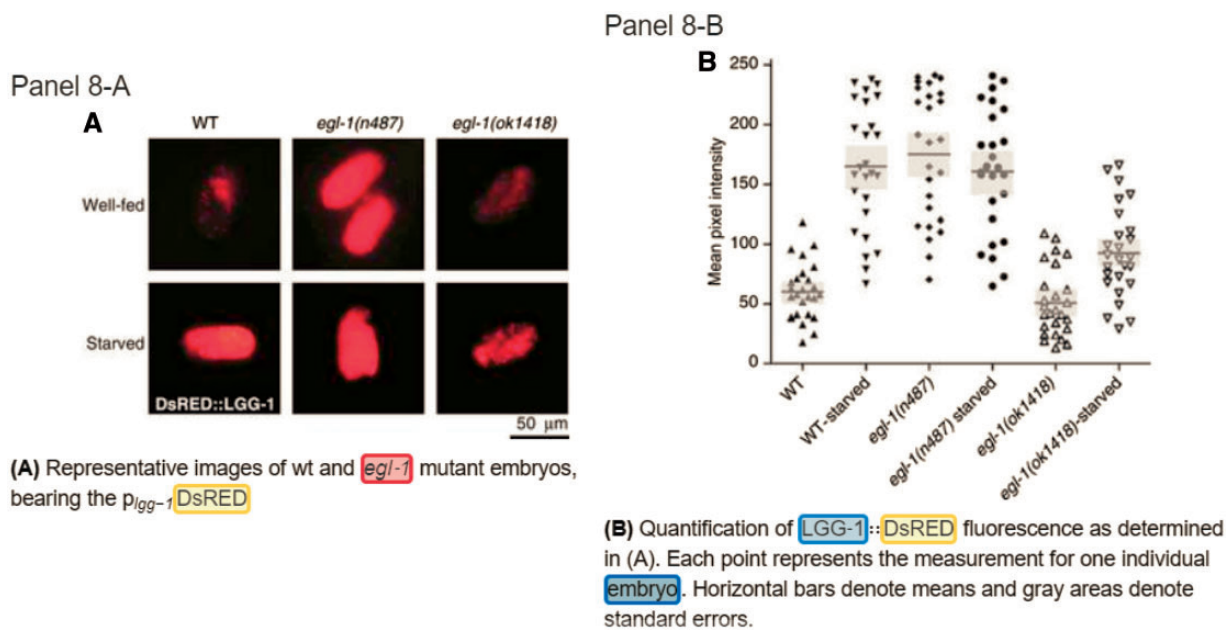 Panel 8-A
A
WT
egl-1(n487)
egl-1(ok1418)
Well-fed
Starved
DsRED::LGG-1
50 μm
(A) Representative images of wt and egl-1 mutant embryos,
bearing the plgg-1DsRED
Panel 8-B
B
Mean pixel intensity
250
200
150
100
50
0
WT
WT-starved
egl-1(n487)
egl-1(n487) starved
egl-1(ok1418)
egl-1(ok1418)-starved
(B) Quantification of LGG-1::DsRED fluorescence as determined
in (A). Each point represents the measurement for one individual
embryo. Horizontal bars denote means and gray areas denote
standard errors.